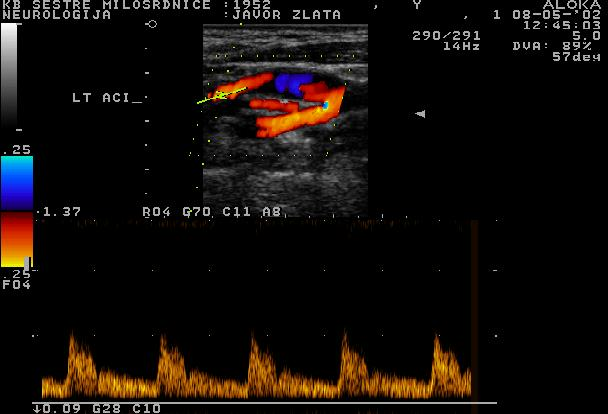 KB SESTRE MILOSRDNICE :1952 , Y ALOKA
NEUROLOGIJA :JAVOR ZLATA , 1 08-05-'02
12:45:03
290/291 5.0
14Hz DVA: 89%
57deg
LT ACI_
.25
-1.37 R04 G70 C11 A8
.25
F04
↓0.09 G28 C10